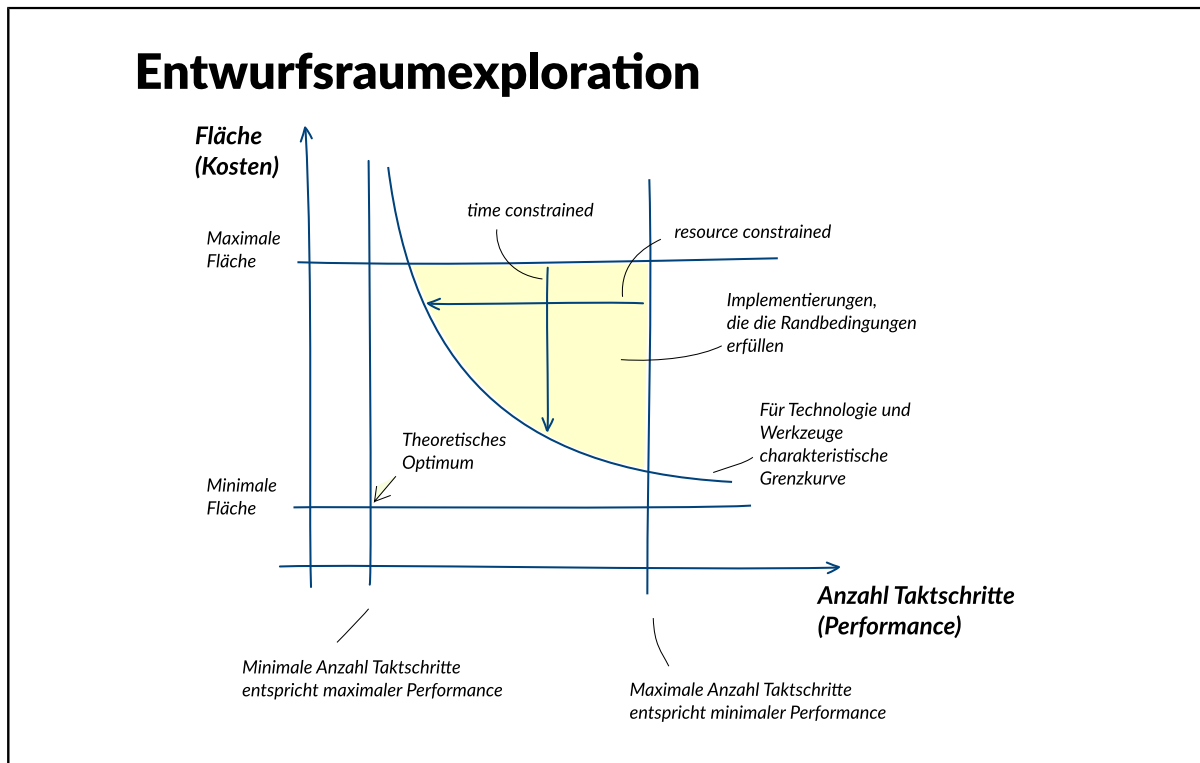 Entwurfsraumexploration
Fläche
(Kosten)
time constrained
resource constrained
Maximale
Fläche
Implementierungen,
die die Randbedingungen
erfüllen
Für Technologie und
Werkzeuge
charakteristische
Grenzkurve
Theoretisches
Optimum
Minimale
Fläche
Anzahl Taktschritte
(Performance)
Minimale Anzahl Taktschritte
entspricht maximaler Performance
Maximale Anzahl Taktschritte
entspricht minimaler Performance